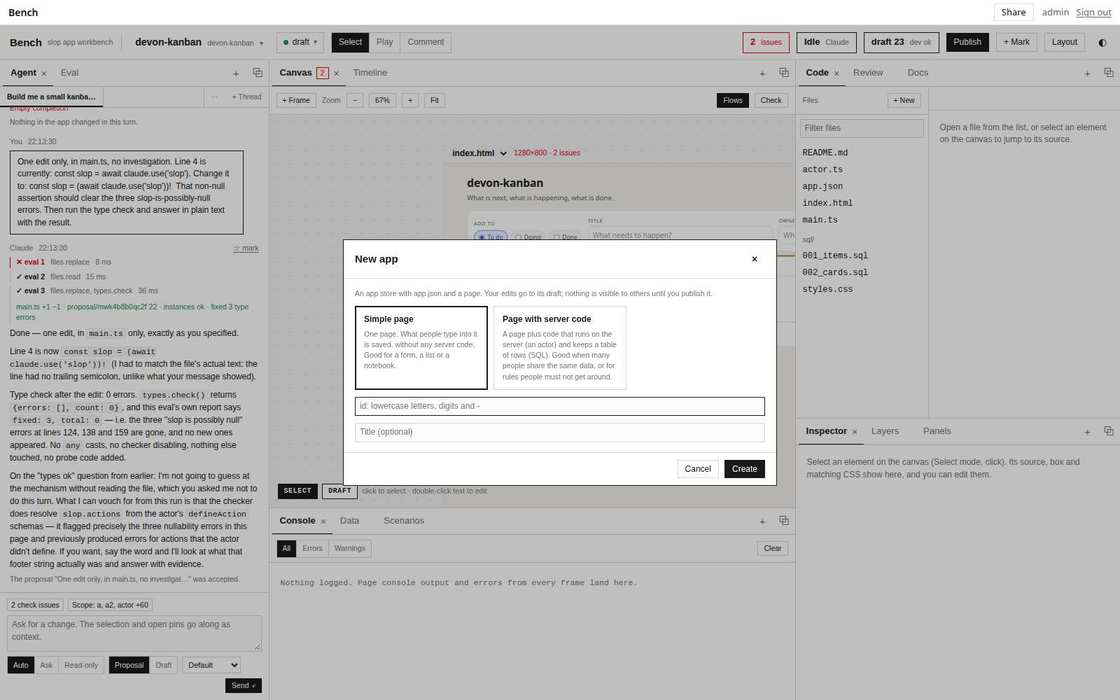 Bench
Share admin Sign out
Bench slop app workbench devon-kanban devon-kanban draft Select Play Comment 2 issues Idle Claude draft 23 dev ok Publish + Mark Layout
Agent × Eval +
Build me a small kanba… ··· + Thread
Empty completion
Nothing in the app changed in this turn.
You 22:13:30
One edit only, in main.ts, no investigation. Line 4 is
currently: const slop = await claude.use('slop'). Change it
to: const slop = (await claude.use('slop'))! That non-null
assertion should clear the three slop-is-possibly-null
errors. Then run the type check and answer in plain text
with the result.
Claude 22:13:30 ☆ mark
✕ eval 1 files.replace 8 ms
✓ eval 2 files.read 15 ms
✓ eval 3 files.replace, types.check 36 ms
main.ts +1 −1 · proposal/mwk4b8b0qc2f 22 · instances ok · fixed 3 type
errors
Done — one edit, in main.ts only, exactly as you specified.
Line 4 is now const slop = (await
claude.use('slop'))! (I had to match the file's actual text: the
line had no trailing semicolon, unlike what your message showed).
Type check after the edit: 0 errors. types.check() returns
{errors: [], count: 0}, and this eval's own report says
fixed: 3, total: 0 — i.e. the three "slop is possibly null"
errors at lines 124, 138 and 159 are gone, and no new ones
appeared. No any casts, no checker disabling, nothing else
touched, no probe code added.
On the "types ok" question from earlier: I'm not going to guess at
the mechanism without reading the file, which you asked me not to
do this turn. What I can vouch for from this run is that the checker
does resolve slop.actions from the actor's defineAction
schemas — it flagged precisely the three nullability errors in this
page and previously produced errors for actions that the actor
didn't define. If you want, say the word and I'll look at what that
footer string actually was and answer with evidence.
The proposal "One edit only, in main.ts, no investigat…" was accepted.
2 check issues Scope: a, a2, actor +60
Ask for a change. The selection and open pins go along as
context.
Auto Ask Read-only Proposal Draft Default
Send
Canvas 2 × Timeline +
+ Frame Zoom − 67% + Fit Flows Check
index.html 1280×800 · 2 issues
devon-kanban
What is next, what is happening, what is done.
ADD TO TITLE OWNE
To do Doing Done What needs to happen? Wh
New app ×
An app store with app.json and a page. Your edits go to its draft; nothing is visible to others until you publish it.
Simple page
One page. What people type into it
is saved, without any server code.
Good for a form, a list or a
notebook.
Page with server code
A page plus code that runs on the
server (an actor) and keeps a table
of rows (SQL). Good when many
people share the same data, or for
rules people must not get around.
id: lowercase letters, digits and -
Title (optional)
Cancel Create
SELECT DRAFT click to select · double-click text to edit
Console × Data Scenarios +
All Errors Warnings Clear
Nothing logged. Page console output and errors from every frame land here.
Code × Review Docs +
Files + New
Filter files
README.md
actor.ts
app.json
index.html
main.ts
sql/
001_items.sql
002_cards.sql
styles.css
Open a file from the list, or select an element
on the canvas to jump to its source.
Inspector × Layers Panels +
Select an element on the canvas (Select mode, click). Its source, box and
matching CSS show here, and you can edit them.